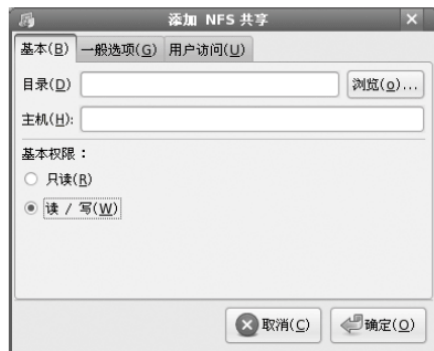 添加 NFS 共享
基本(B) 一般选项(G) 用户访问(U)
目录(D) 浏览(o)...
主机(H):
基本权限：
只读(R)
读 / 写(W)
取消(C) 确定(O)